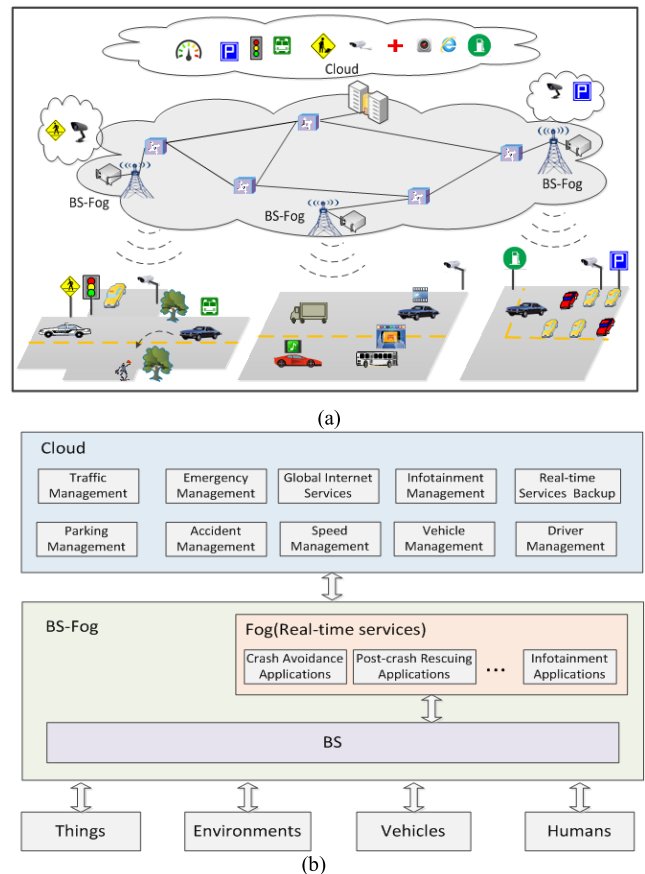 Cloud
P
P
BS-Fog
BS-Fog
BS-Fog
P
(a)
Cloud
Traffic
Management
Emergency
Management
Global Internet
Services
Infotainment
Management
Real-time
Services Backup
Parking
Management
Accident
Management
Speed
Management
Vehicle
Management
Driver
Management
BS-Fog
Fog(Real-time services)
Crash Avoidance
Applications
Post-crash Rescuing
Applications
...
Infotainment
Applications
BS
Things
Environments
Vehicles
Humans
(b)